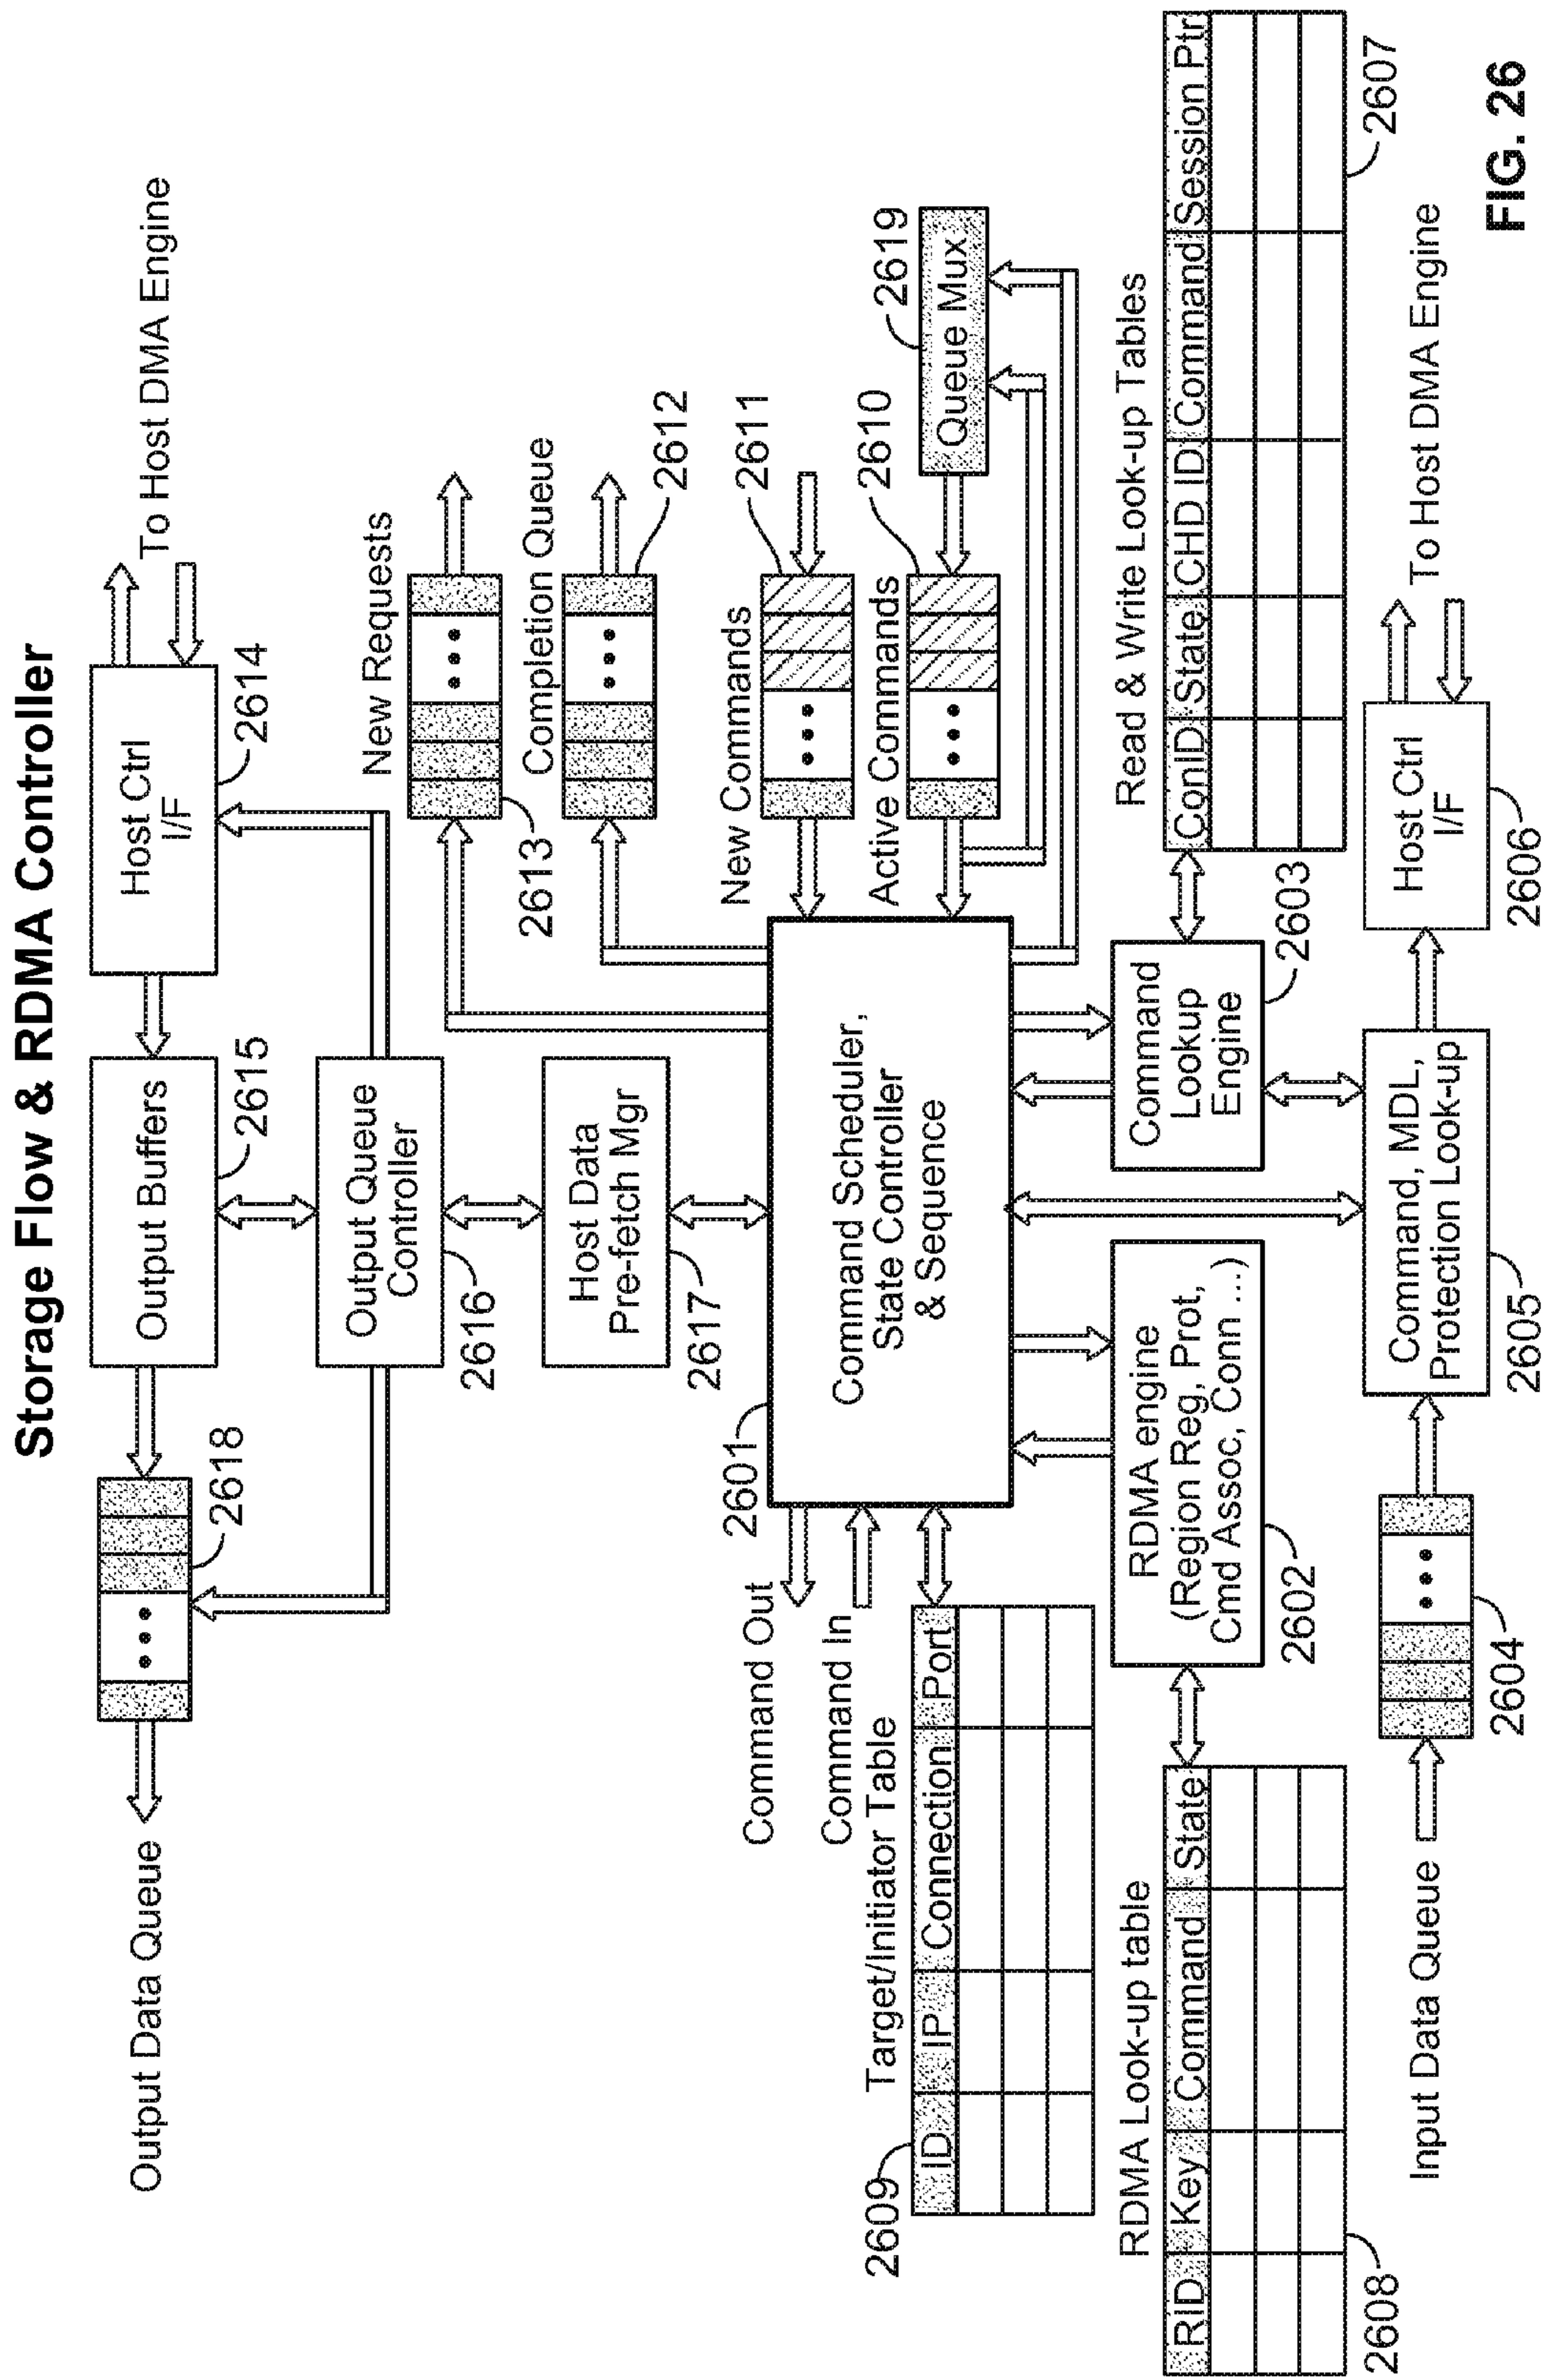 Storage Flow & RDMA Controller
Output Data Queue
2618
Output Buffers
2615
Host Ctrl
I/F
2614
To Host DMA Engine
Output Queue
Controller
2616
Host Data
Pre-fetch Mgr
2617
New Requests
2613
Completion Queue
2612
New Commands
2611
Active Commands
2610
Queue Mux
2619
2601
Command Scheduler,
State Controller
& Sequence
Command Out
Command In
Target/Initiator Table
2609
ID IP Connection Port
RDMA Look-up table
RID Key Command State
2608
RDMA engine
(Region Reg, Prot,
Cmd Assoc, Conn ...)
2602
Command
Lookup
Engine
2603
Read & Write Look-up Tables
ConID State (CHD ID) Command Session Ptr
2607
Input Data Queue
2604
Command, MDL,
Protection Look-up
2605
Host Ctrl
I/F
2606
To Host DMA Engine
FIG. 26